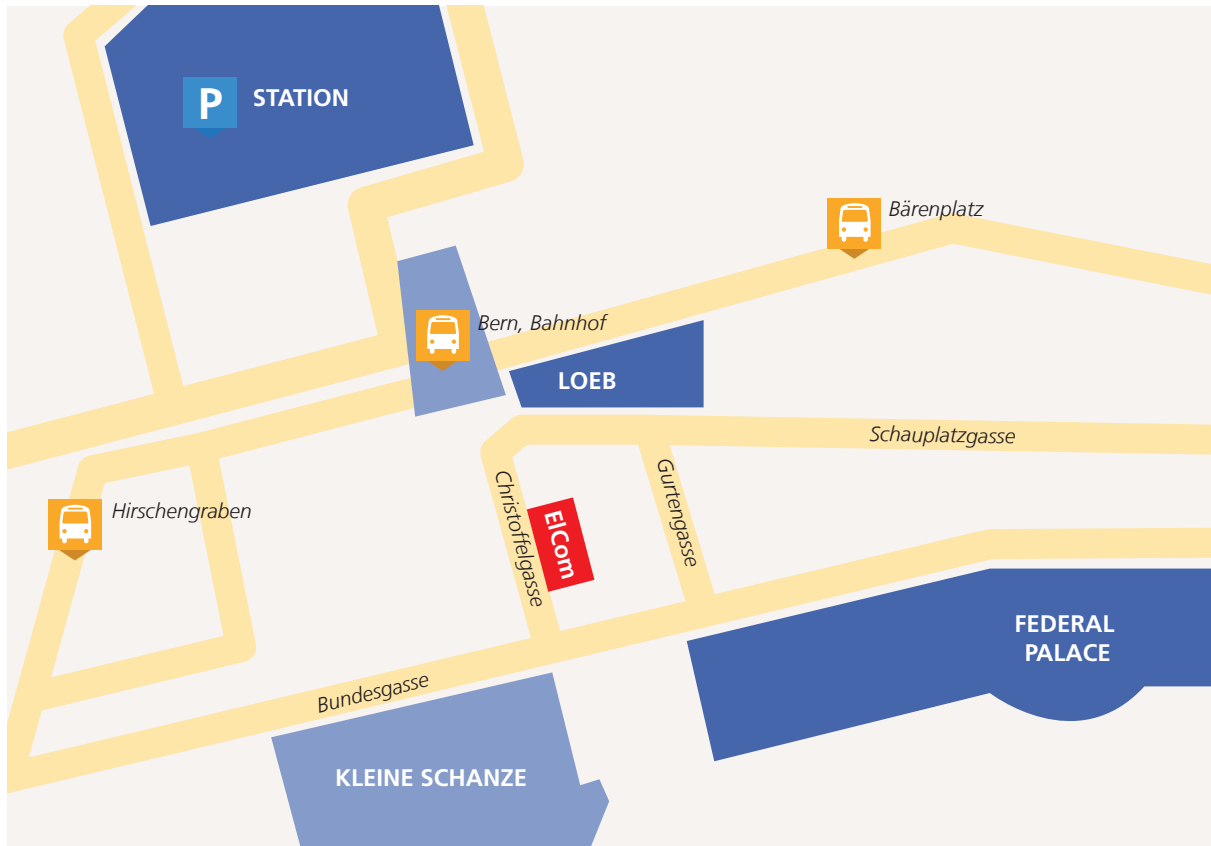 P
STATION
Bärenplatz
Bern, Bahnhof
LOEB
Schauplatzgasse
Hirschengraben
Christoffelgasse
ElCom
Gurtengasse
FEDERAL
PALACE
Bundesgasse
KLEINE SCHANZE